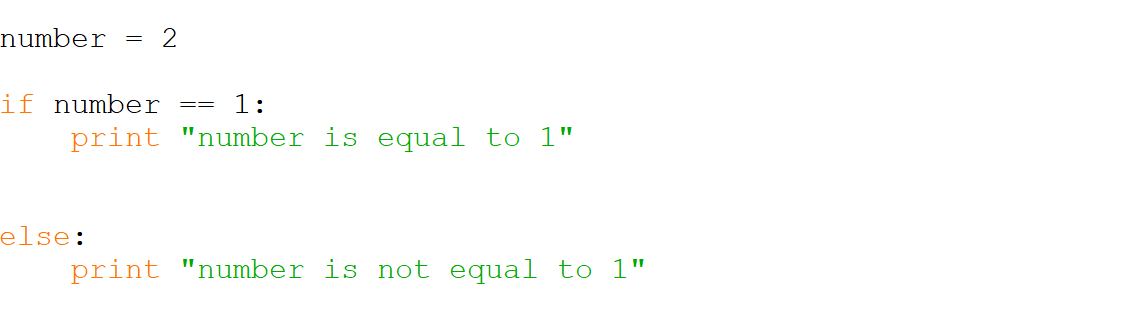 number = 2
if number == 1:
    print "number is equal to 1"
else:
    print "number is not equal to 1"